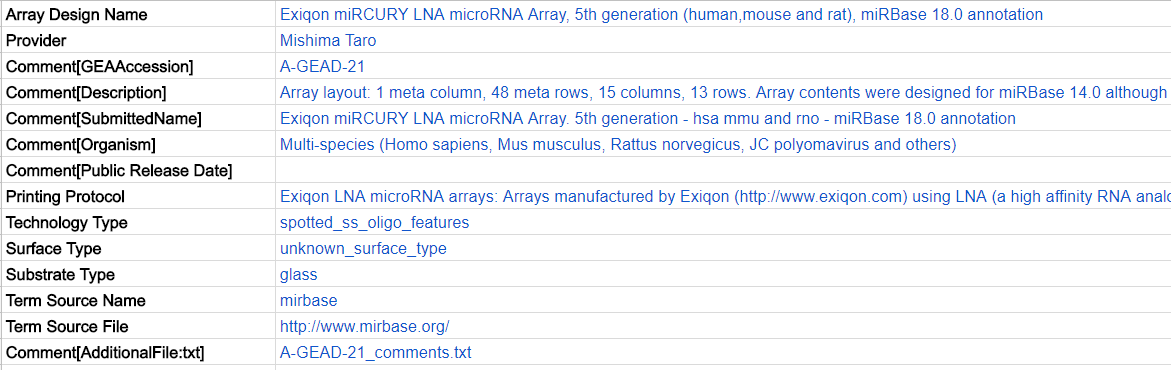 Array Design Name Exiqon miRCURY LNA microRNA Array, 5th generation (human,mouse and rat), miRBase 18.0 annotation
Provider Mishima Taro
Comment[GEAAccession] A-GEAD-21
Comment[Description] Array layout: 1 meta column, 48 meta rows, 15 columns, 13 rows. Array contents were designed for miRBase 14.0 although
Comment[SubmittedName] Exiqon miRCURY LNA microRNA Array. 5th generation - hsa mmu and rno - miRBase 18.0 annotation
Comment[Organism] Multi-species (Homo sapiens, Mus musculus, Rattus norvegicus, JC polyomavirus and others)
Comment[Public Release Date]
Printing Protocol Exiqon LNA microRNA arrays: Arrays manufactured by Exiqon (http://www.exiqon.com) using LNA (a high affinity RNA
Technology Type spotted_ss_oligo_features
Surface Type unknown_surface_type
Substrate Type glass
Term Source Name mirbase
Term Source File http://www.mirbase.org/
Comment[AdditionalFile:txt] A-GEAD-21_comments.txt